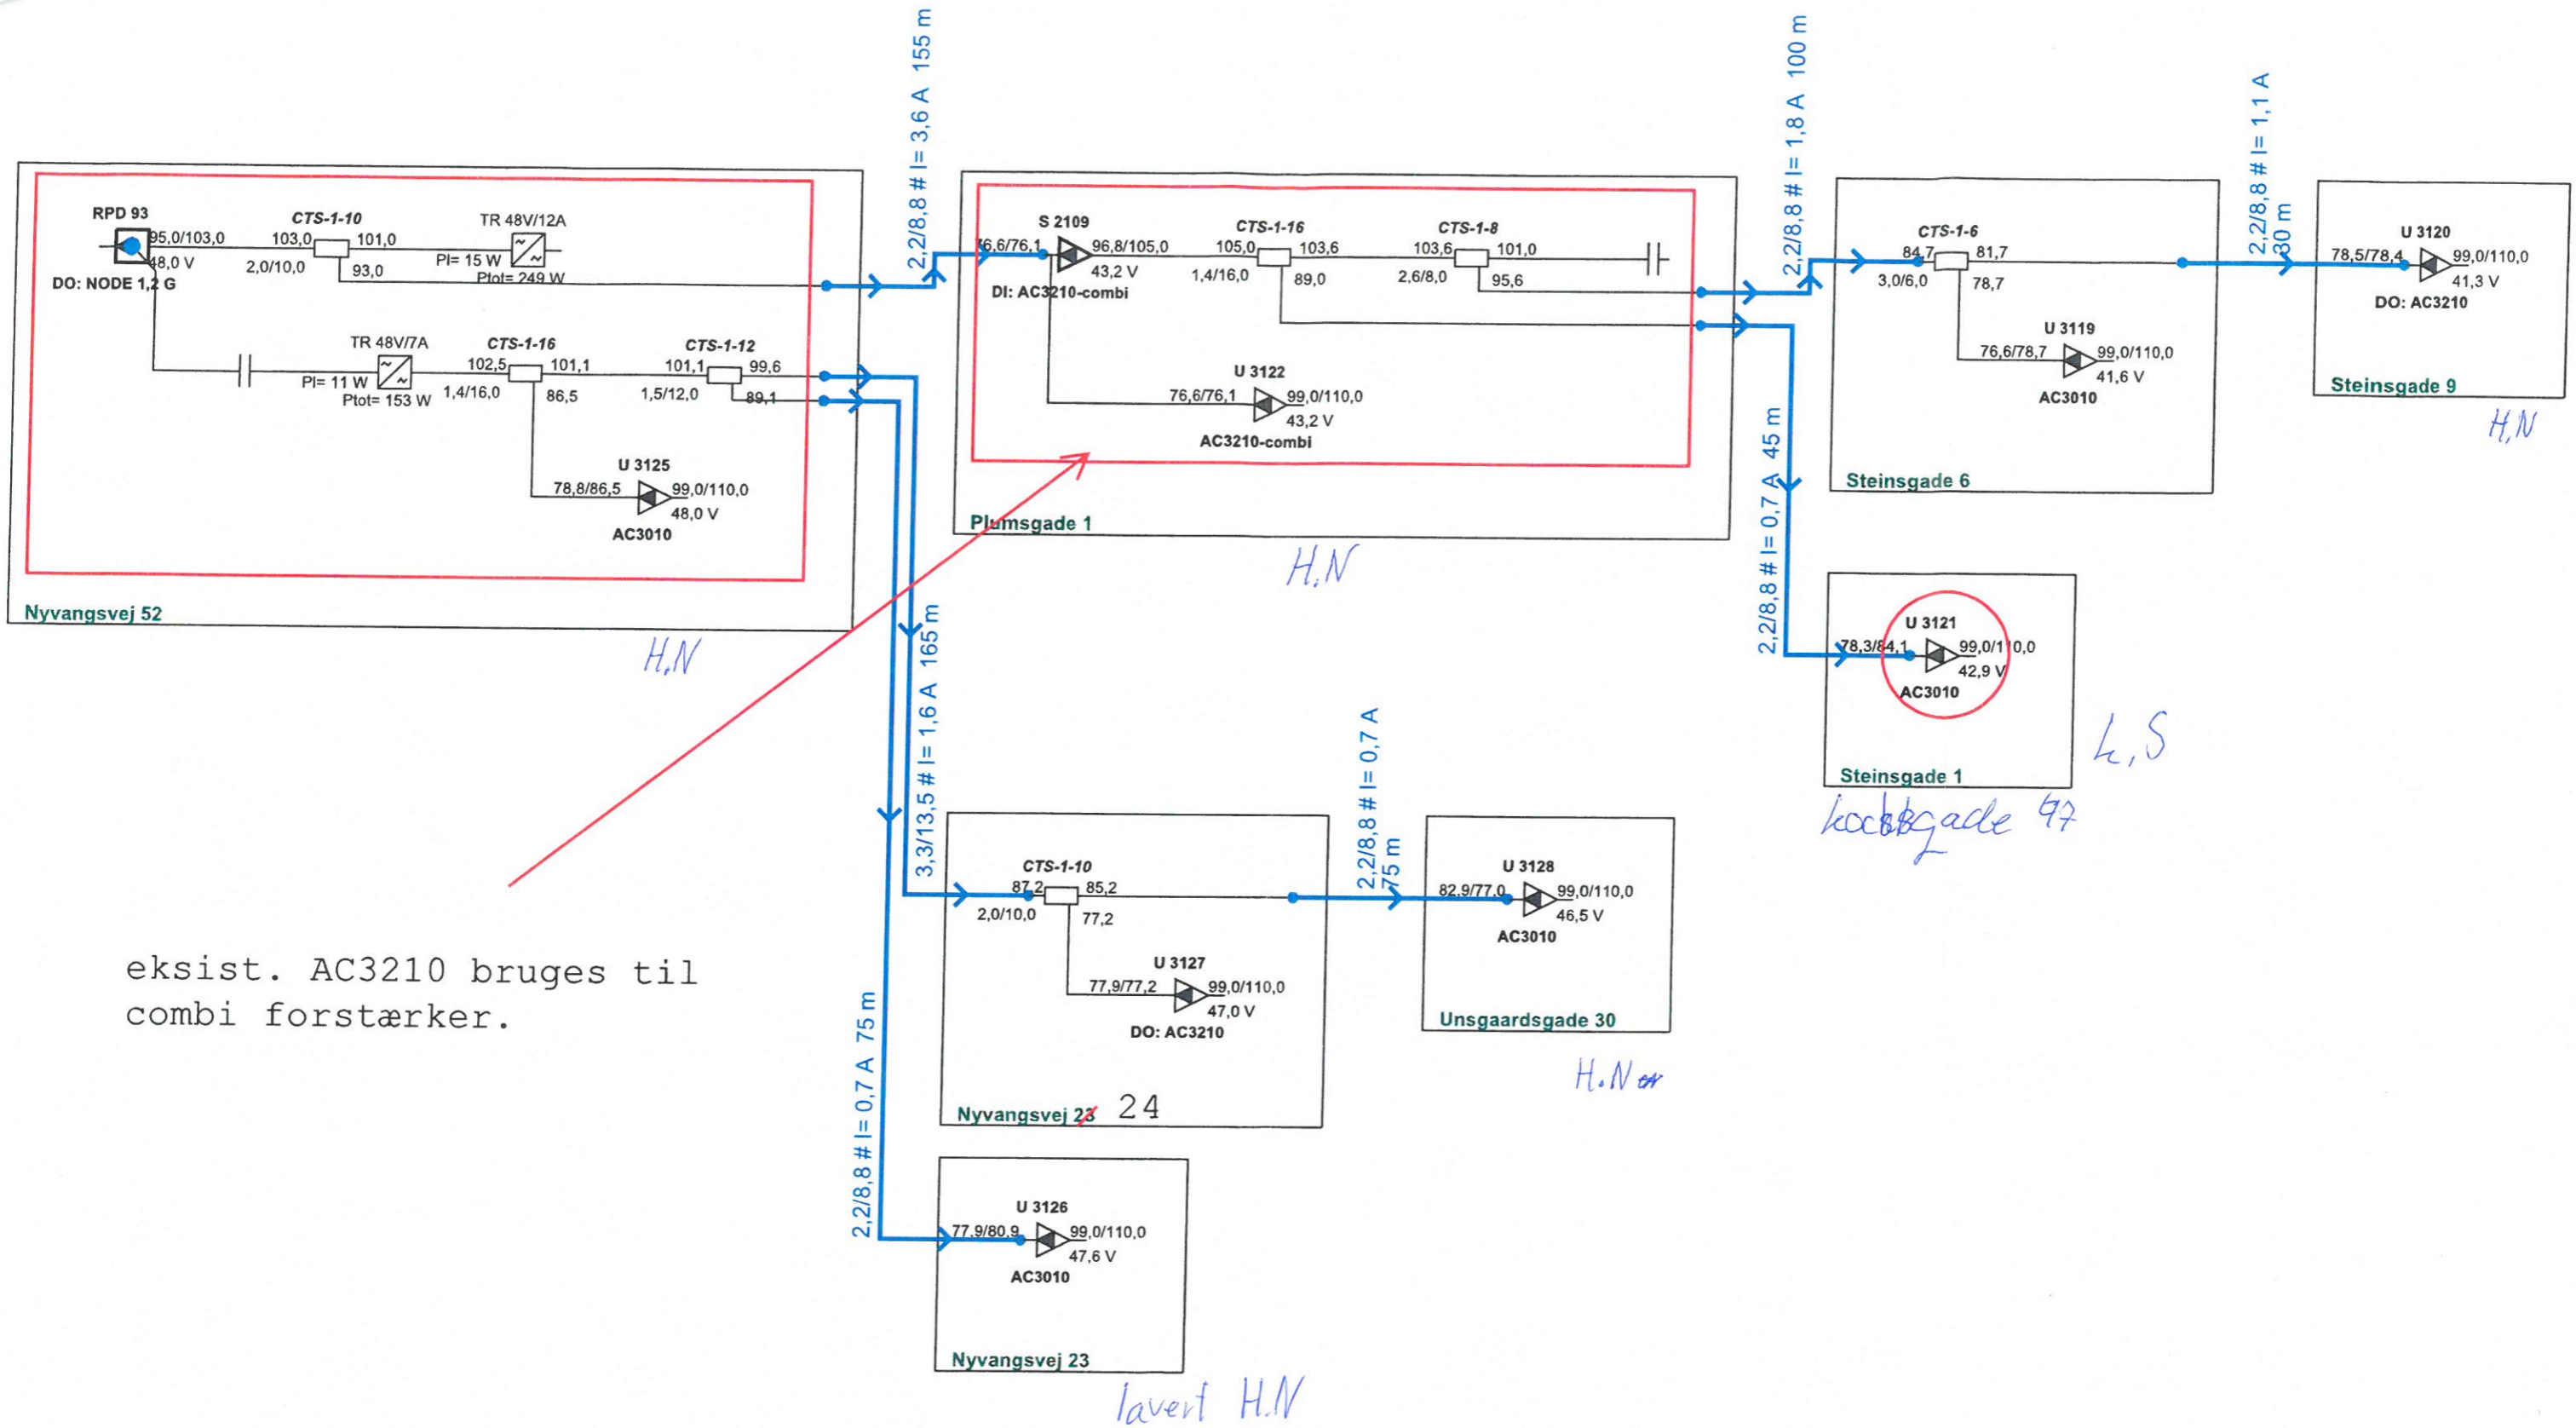 2,2/8,8 # I= 3,6 A 155 m
2,2/8,8 # I= 1,8 A 100 m
2,2/8,8 # I= 1,1 A
30 m
RPD 93
95,0/103,0
48,0 V
DO: NODE 1,2 G
CTS-1-10
103,0
101,0
2,0/10,0
93,0
TR 48V/12A
PI= 15 W
Ptot= 249 W
TR 48V/7A
PI= 11 W
Ptot= 153 W
CTS-1-16
102,5
101,1
1,4/16,0
86,5
CTS-1-12
101,1
99,6
1,5/12,0
89,1
U 3125
78,8/86,5
99,0/110,0
48,0 V
AC3010
Nyvangsvej 52
H.N
S 2109
76,6/76,1
96,8/105,0
43,2 V
DI: AC3210-combi
CTS-1-16
105,0
103,6
1,4/16,0
89,0
CTS-1-8
103,6
101,0
2,6/8,0
95,6
U 3122
76,6/76,1
99,0/110,0
43,2 V
AC3210-combi
Plumsgade 1
H.N
CTS-1-6
84,7
81,7
3,0/6,0
78,7
U 3119
76,6/78,7
99,0/110,0
41,6 V
AC3010
Steinsgade 6
U 3120
78,5/78,4
99,0/110,0
41,3 V
DO: AC3210
Steinsgade 9
H,N
2,2/8,8 # I= 0,7 A 45 m
U 3121
78,3/84,1
99,0/110,0
42,9 V
AC3010
Steinsgade 1
L,S
97
3,3/13,5 # I= 1,6 A 165 m
2,2/8,8 # I= 0,7 A
75 m
CTS-1-10
87,2
85,2
2,0/10,0
77,2
U 3127
77,9/77,2
99,0/110,0
47,0 V
DO: AC3210
Nyvangsvej 23 24
U 3128
82,9/77,0
99,0/110,0
46,5 V
AC3010
Unsgaardsgade 30
H.N
eksist. AC3210 bruges til
combi forstærker.
2,2/8,8 # I= 0,7 A 75 m
U 3126
77,9/80,9
99,0/110,0
47,6 V
AC3010
Nyvangsvej 23
lavert H.N